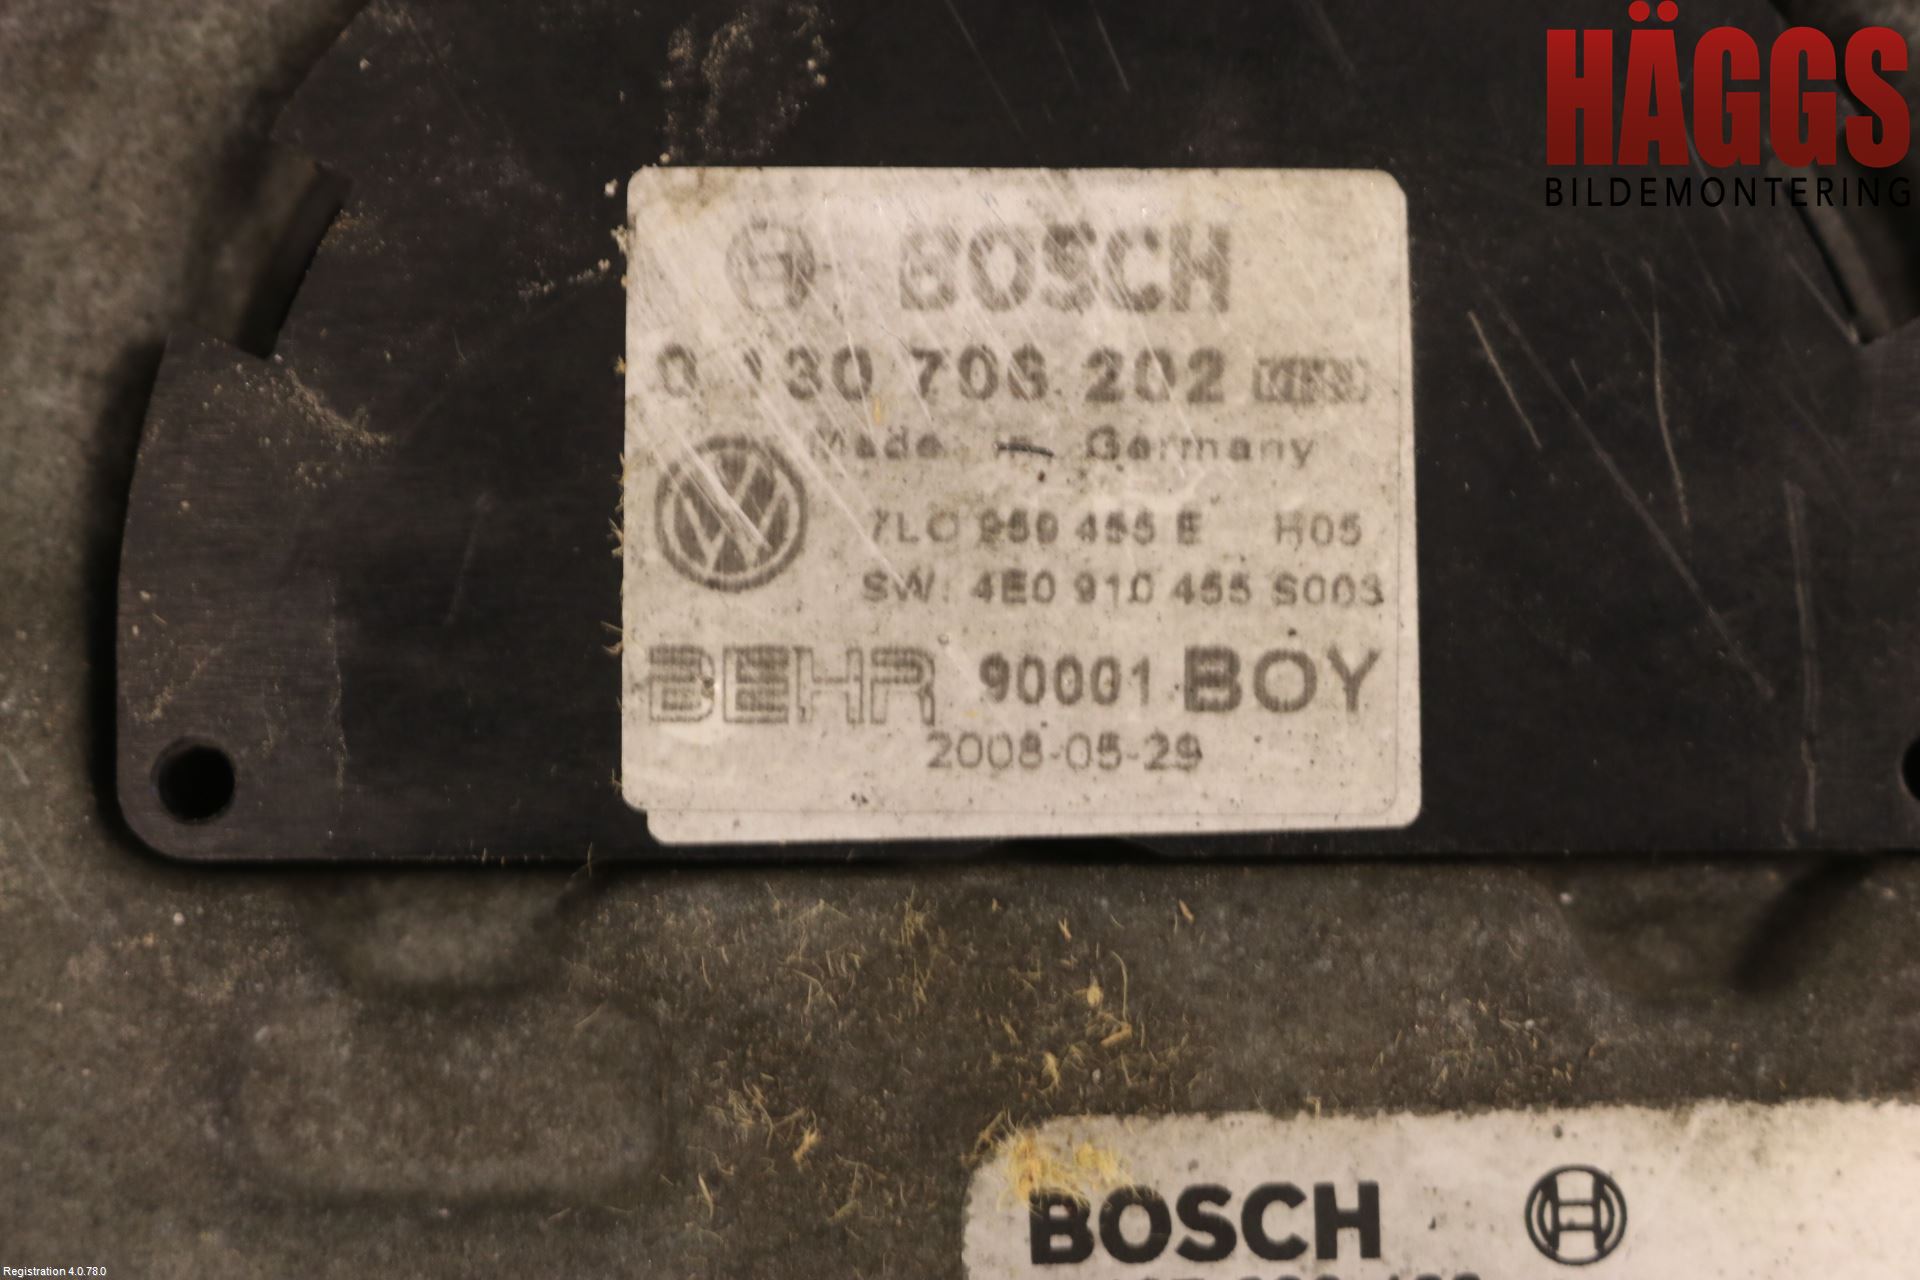 HÄGGS
BILDEMONTERING
BOSCH
0 130 706 202
Made in Germany
7L0 959 455 E H05
SW: 4E0 910 455 S003
BEHR 90001 BOY
2008-05-29
BOSCH
Registration 4.0.78.0